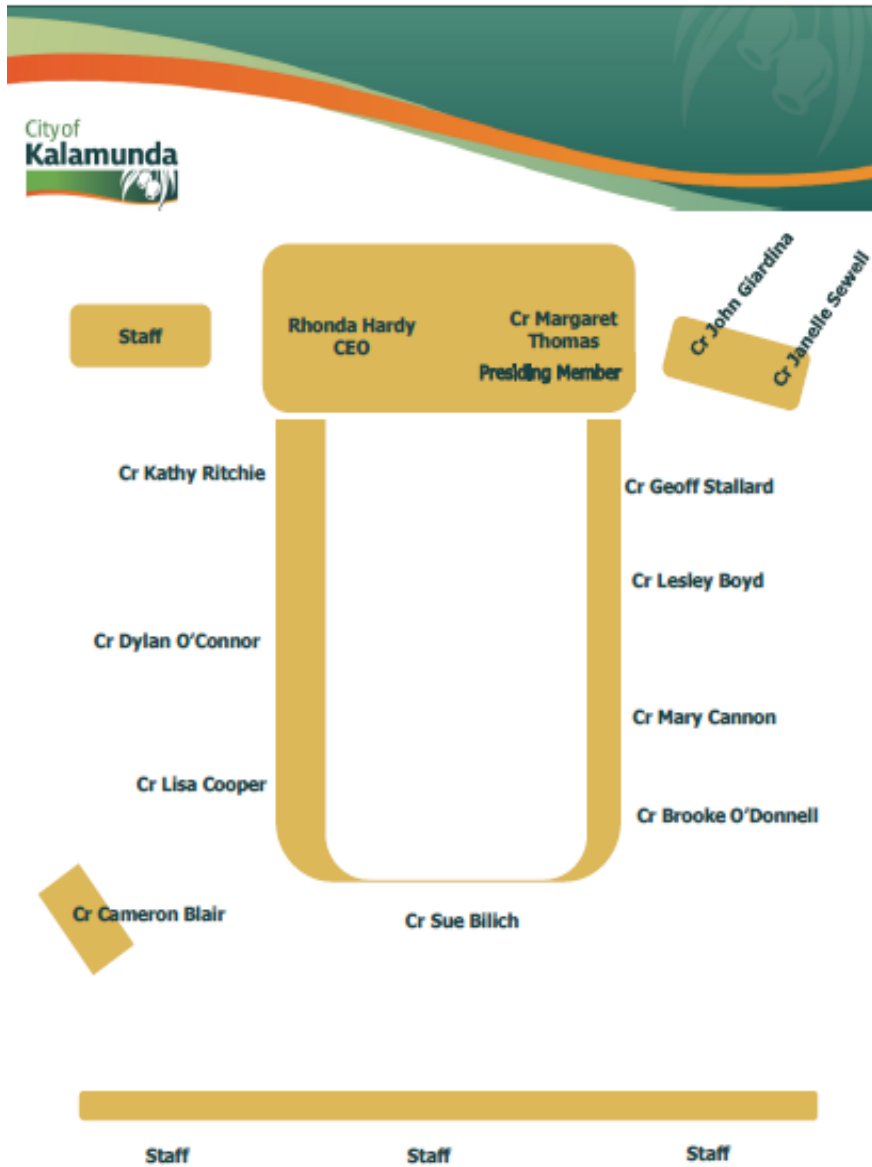 City of
Kalamunda
Cr John Giardina
Cr Janelle Sewell
Staff
Rhonda Hardy
CEO
Cr Margaret
Thomas
Presiding Member
Cr Kathy Ritchie
Cr Geoff Stallard
Cr Lesley Boyd
Cr Dylan O’Connor
Cr Mary Cannon
Cr Lisa Cooper
Cr Brooke O’Donnell
Cr Cameron Blair
Cr Sue Bilich
Staff
Staff
Staff